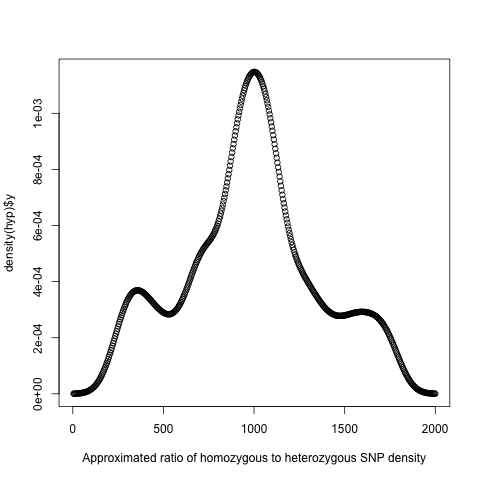 density(hyp)$y
1e-03
8e-04
6e-04
4e-04
2e-04
0e+00
0 500 1000 1500 2000
Approximated ratio of homozygous to heterozygous SNP density